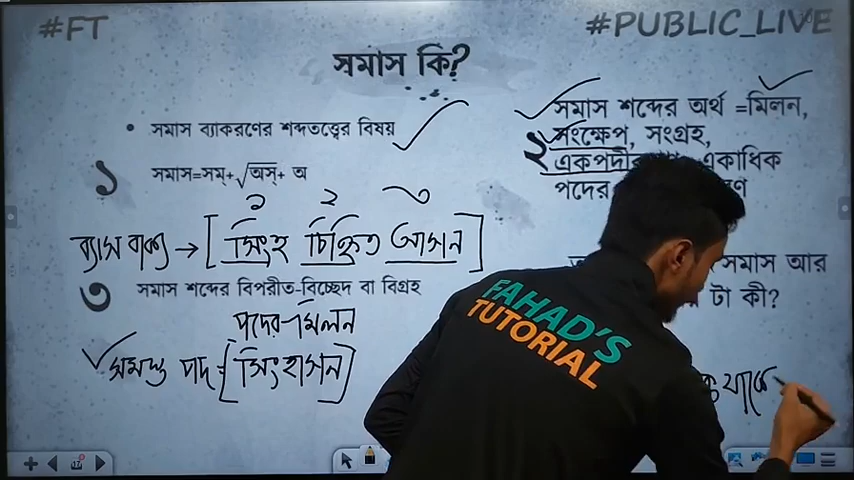 #FT
#PUBLIC_LIVE
সমাস কি?
• সমাস ব্যাকরণের শব্দতত্ত্বের বিষয়
১ সমাস=সম্+√অস্+ অ
১ ২ ৩
ব্যাস বাক্য → [সিংহ চিহ্নিত আসন]
৩ সমাস শব্দের বিপরীত-বিচ্ছেদ বা বিগ্রহ
পদের-মিলন
সমস্ত পদ = [সিংহাসন]
সমাস শব্দের অর্থ =মিলন,
২ সংক্ষেপ, সংগ্রহ,
একপদী একাধিক
পদের
সমাস আর
টা কী?
FAHAD'S
TUTORIAL
১৭